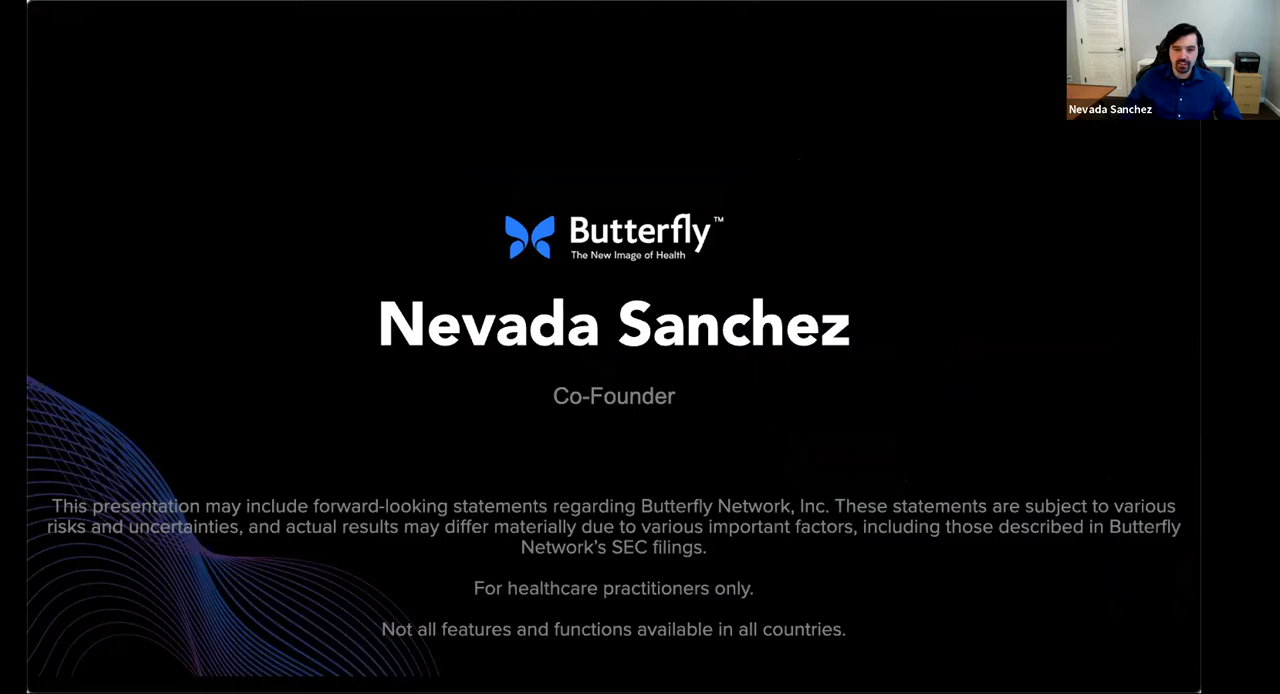 Nevada Sanchez
Butterfly™
The New Image of Health
Nevada Sanchez
Co-Founder
This presentation may include forward-looking statements regarding Butterfly Network, Inc. These statements are subject to various
risks and uncertainties, and actual results may differ materially due to various important factors, including those described in Butterfly
Network’s SEC filings.
For healthcare practitioners only.
Not all features and functions available in all countries.